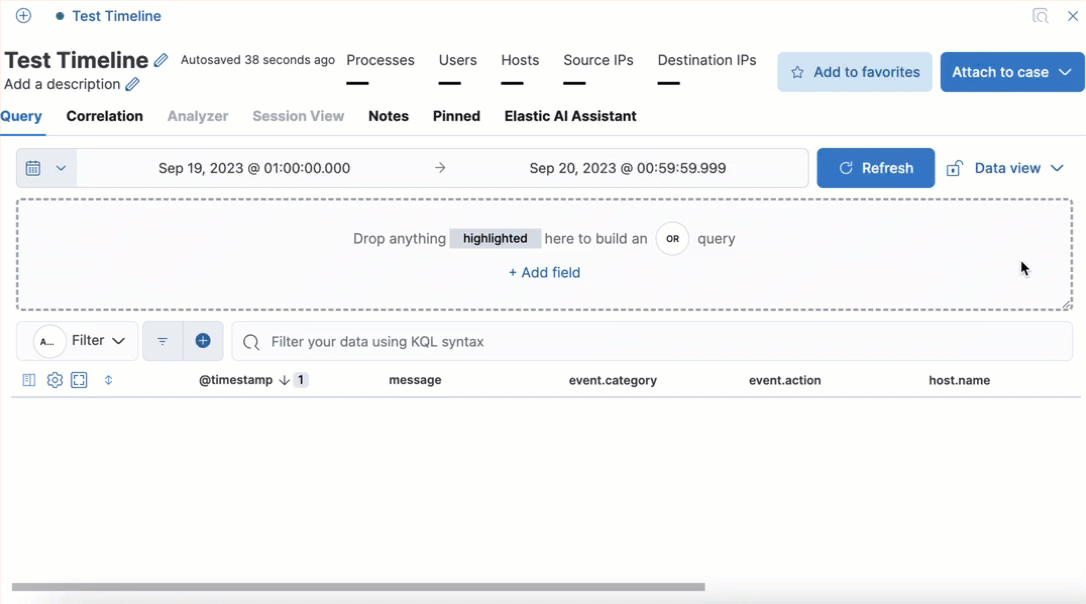 Test Timeline
Test Timeline Autosaved 38 seconds ago Processes Users Hosts Source IPs Destination IPs Add to favorites Attach to case
Add a description
Query Correlation Analyzer Session View Notes Pinned Elastic AI Assistant
Sep 19, 2023 @ 01:00:00.000 → Sep 20, 2023 @ 00:59:59.999 Refresh Data view
Drop anything highlighted here to build an OR query
+ Add field
A... Filter Filter your data using KQL syntax
@timestamp ↓ 1 message event.category event.action host.name